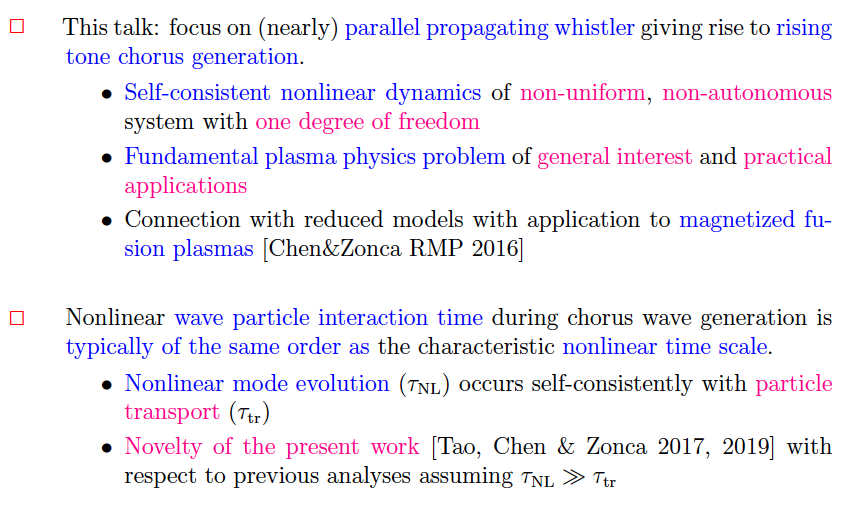 This talk: focus on (nearly) parallel propagating whistler giving rise to rising
tone chorus generation.
• Self-consistent nonlinear dynamics of non-uniform, non-autonomous
system with one degree of freedom
• Fundamental plasma physics problem of general interest and practical
applications
• Connection with reduced models with application to magnetized fu-
sion plasmas [Chen&Zonca RMP 2016]
Nonlinear wave particle interaction time during chorus wave generation is
typically of the same order as the characteristic nonlinear time scale.
• Nonlinear mode evolution (τNL) occurs self-consistently with particle
transport (τtr)
• Novelty of the present work [Tao, Chen & Zonca 2017, 2019] with
respect to previous analyses assuming τNL ≫ τtr